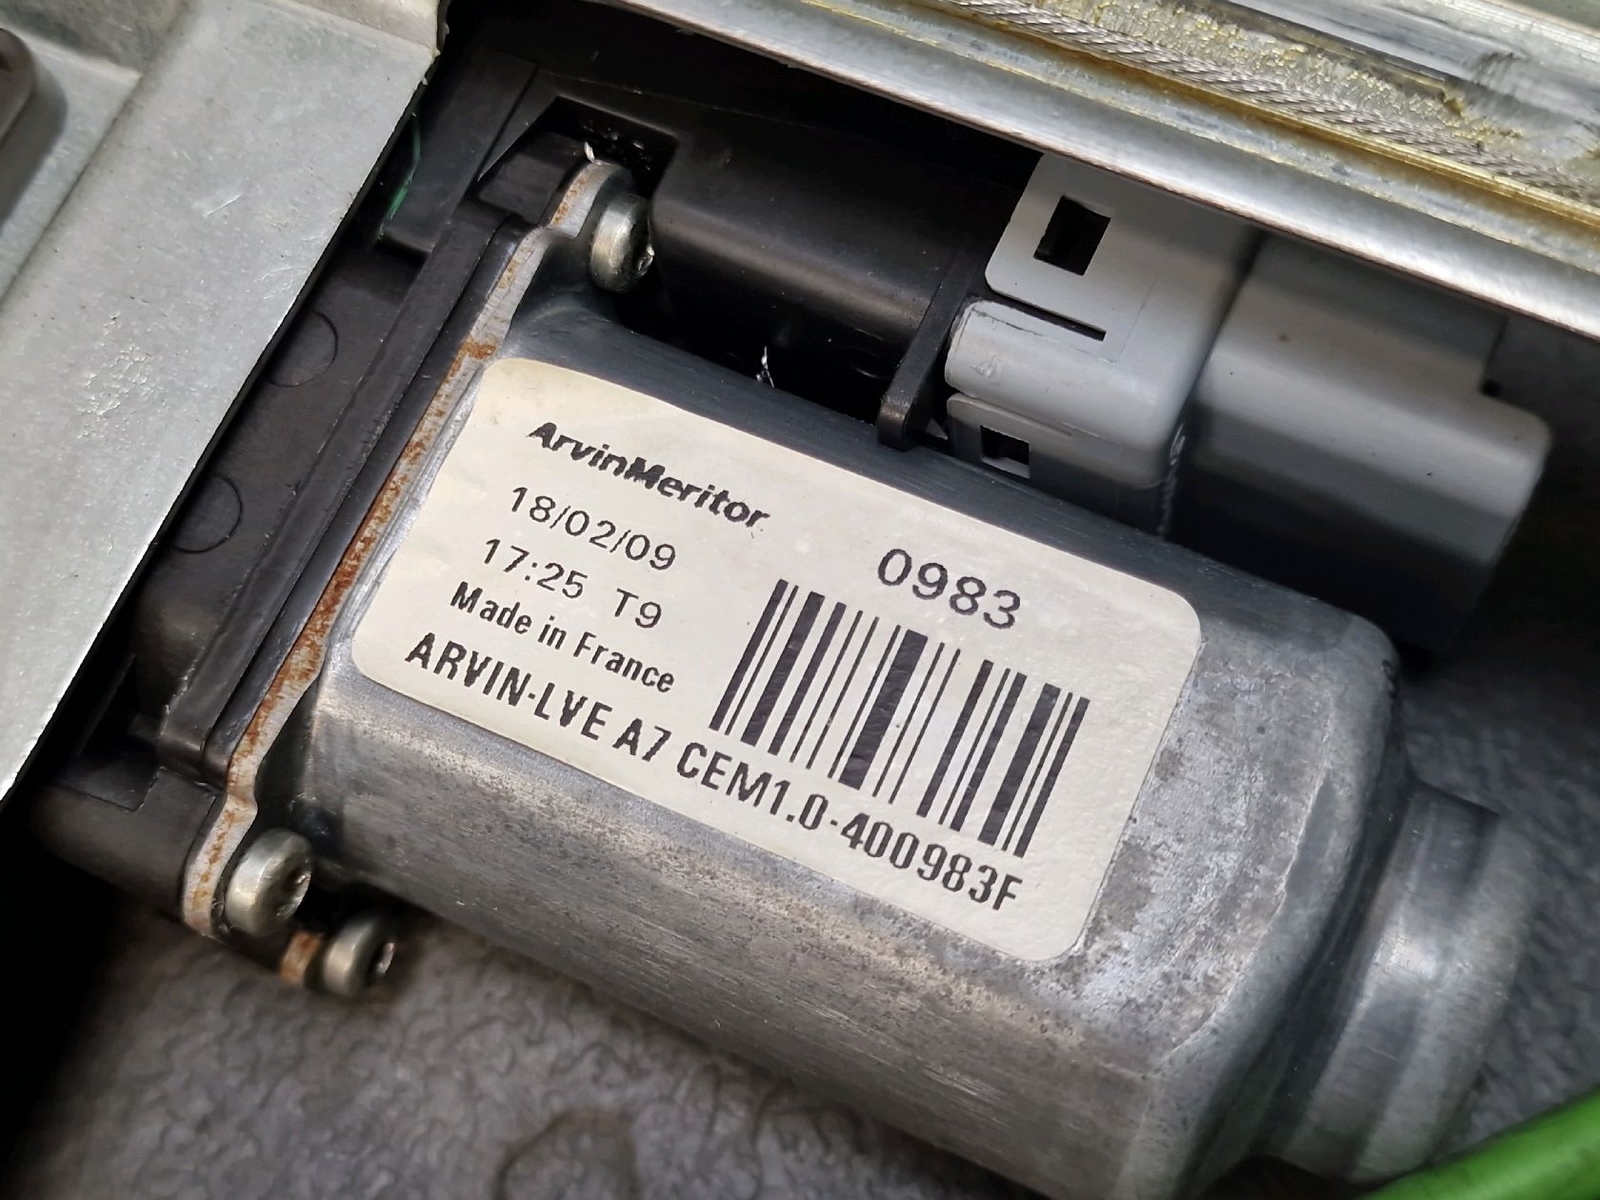 ArvinMeritor
18/02/09
17:25 T9
Made in France
0983
ARVIN-LVE A7 CEM1.0-400983F